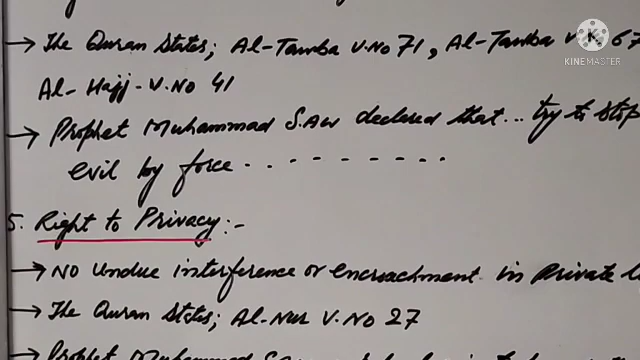 → The Quran States; Al-Tauba V.No 71, Al-Tauba V. 67
Al-Hajj-V.No 41
→ Prophet Muhammad S.A.W declared that... try to stop
evil by force ..........
5. Right to Privacy:-
→ No undue interference or encroachment in private
→ The Quran States; Al-Nur V.No 27
→ Prophet Muhammad S.A.W
KINEMASTER